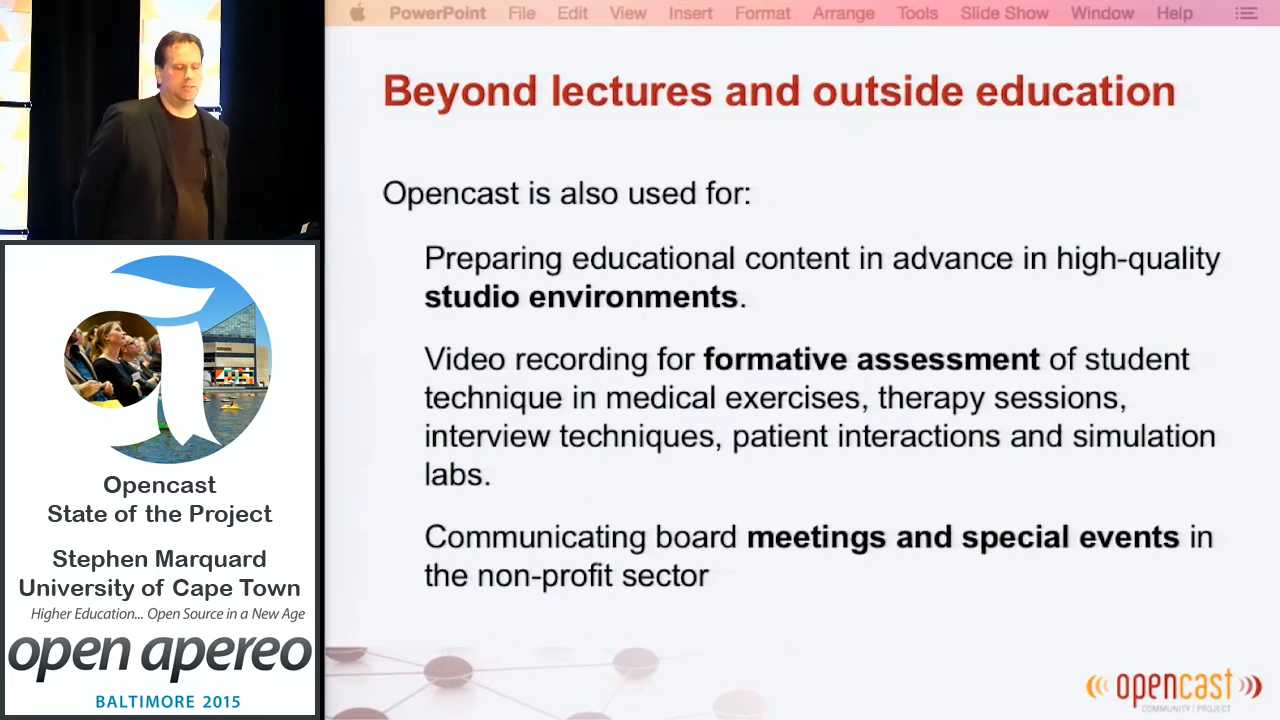 PowerPoint File Edit View Insert Format Arrange Tools Slide Show Window Help
Beyond lectures and outside education
Opencast is also used for:
Preparing educational content in advance in high-quality
studio environments.
Video recording for formative assessment of student
technique in medical exercises, therapy sessions,
interview techniques, patient interactions and simulation
labs.
Communicating board meetings and special events in
the non-profit sector
opencast
COMMUNITY | PROJECT
Opencast
State of the Project
Stephen Marquard
University of Cape Town
Higher Education... Open Source in a New Age
open apereo
BALTIMORE 2015